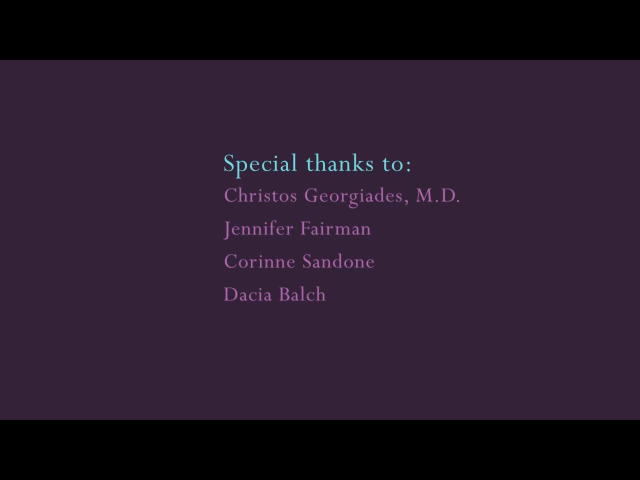 Special thanks to:
Christos Georgiades, M.D.
Jennifer Fairman
Corinne Sandone
Dacia Balch